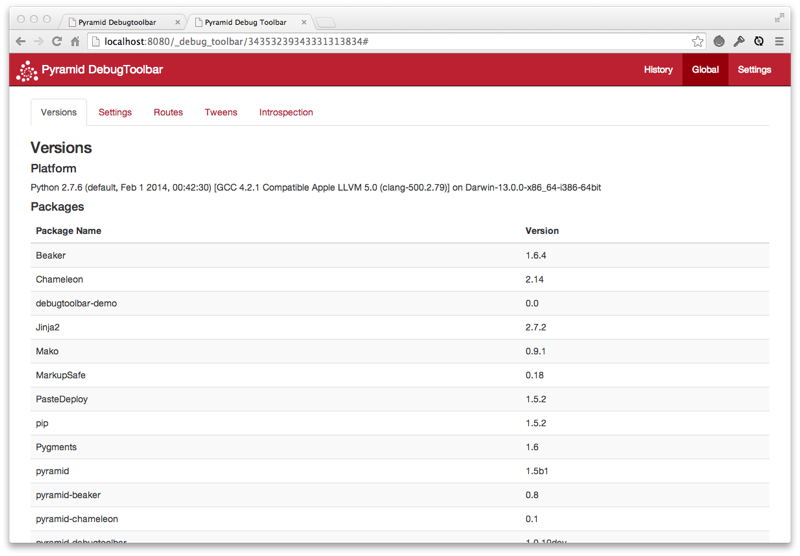 Pyramid Debugtoolbar
Pyramid Debug Toolbar
localhost:8080/_debug_toolbar/34353239343331313834#
Pyramid DebugToolbar
History
Global
Settings
Versions
Settings
Routes
Tweens
Introspection
Versions
Platform
Python 2.7.6 (default, Feb 1 2014, 00:42:30) [GCC 4.2.1 Compatible Apple LLVM 5.0 (clang-500.2.79)] on Darwin-13.0.0-x86_64-i386-64bit
Packages
Package Name Version
Beaker 1.6.4
Chameleon 2.14
debugtoolbar-demo 0.0
Jinja2 2.7.2
Mako 0.9.1
MarkupSafe 0.18
PasteDeploy 1.5.2
pip 1.5.2
Pygments 1.6
pyramid 1.5b1
pyramid-beaker 0.8
pyramid-chameleon 0.1
pyramid-debugtoolbar 1.0.10dev